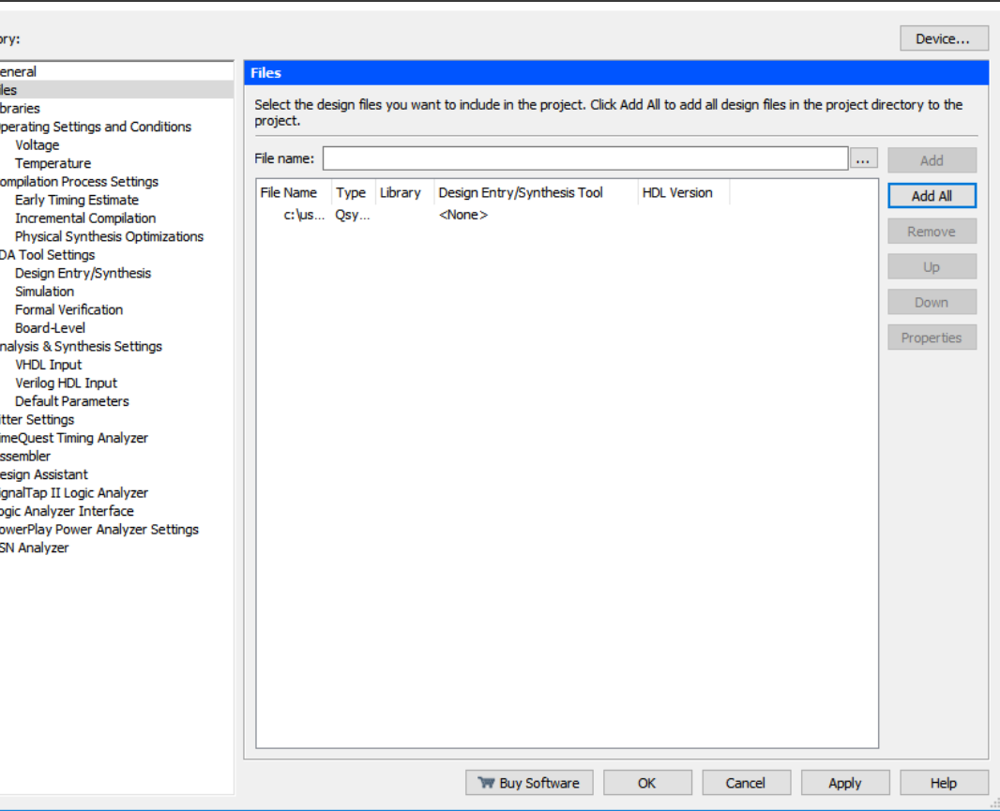 ory:
Device...
eneral
iles
braries
perating Settings and Conditions
Voltage
Temperature
ompilation Process Settings
Early Timing Estimate
Incremental Compilation
Physical Synthesis Optimizations
DA Tool Settings
Design Entry/Synthesis
Simulation
Formal Verification
Board-Level
nalysis & Synthesis Settings
VHDL Input
Verilog HDL Input
Default Parameters
itter Settings
imeQuest Timing Analyzer
ssembler
esign Assistant
ignalTap II Logic Analyzer
ogic Analyzer Interface
owerPlay Power Analyzer Settings
SN Analyzer
Files
Select the design files you want to include in the project. Click Add All to add all design files in the project directory to the
project.
File name:
...
Add
File Name Type Library Design Entry/Synthesis Tool HDL Version
c:\us... Qsy... <None>
Add All
Remove
Up
Down
Properties
Buy Software
OK
Cancel
Apply
Help